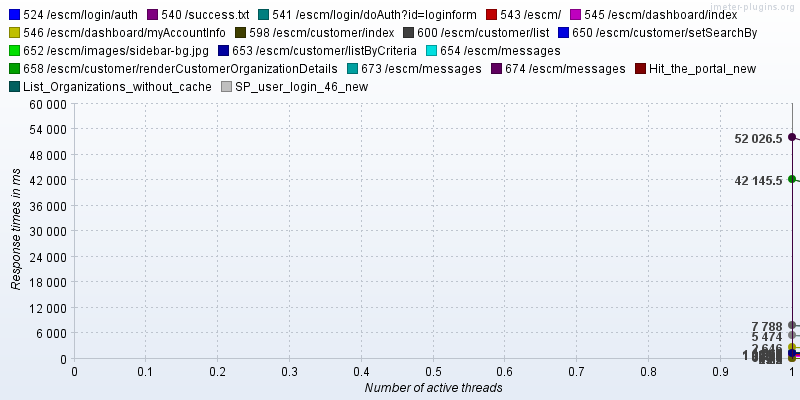 jmeter-plugins.org
524 /escm/login/auth 540 /success.txt 541 /escm/login/doAuth?id=loginform 543 /escm/ 545 /escm/dashboard/index
546 /escm/dashboard/myAccountInfo 598 /escm/customer/index 600 /escm/customer/list 650 /escm/customer/setSearchBy
652 /escm/images/sidebar-bg.jpg 653 /escm/customer/listByCriteria 654 /escm/messages
658 /escm/customer/renderCustomerOrganizationDetails 673 /escm/messages 674 /escm/messages Hit_the_portal_new
List_Organizations_without_cache SP_user_login_46_new
60 000
54 000
52 026.5
48 000
42 000
42 145.5
36 000
30 000
24 000
18 000
12 000
6 000
7 788
5 474
2 646
0
Response times in ms
0 0.1 0.2 0.3 0.4 0.5 0.6 0.7 0.8 0.9 1
Number of active threads